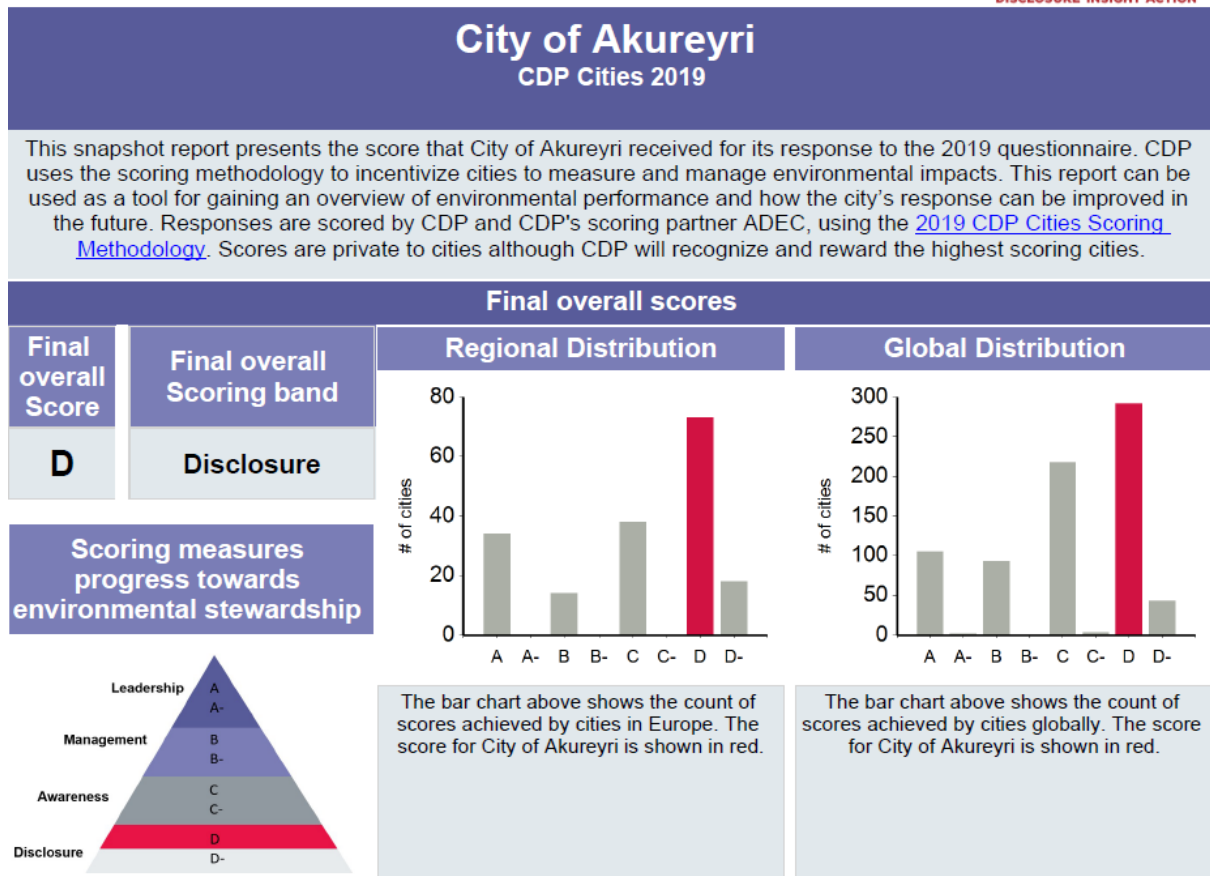 DISCLOSURE INSIGHT ACTION
City of Akureyri
CDP Cities 2019
This snapshot report presents the score that City of Akureyri received for its response to the 2019 questionnaire. CDP
uses the scoring methodology to incentivize cities to measure and manage environmental impacts. This report can be
used as a tool for gaining an overview of environmental performance and how the city's response can be improved in
the future. Responses are scored by CDP and CDP's scoring partner ADEC, using the 2019 CDP Cities Scoring
Methodology. Scores are private to cities although CDP will recognize and reward the highest scoring cities.
Final overall scores
Final
overall
Score
D
Final overall
Scoring band
Disclosure
Scoring measures
progress towards
environmental stewardship
Leadership
A
A-
Management
B
B-
Awareness
C
C-
Disclosure
D
D-
Regional Distribution
# of cities
80
60
40
20
0
A A- B B- C C- D D-
The bar chart above shows the count of
scores achieved by cities in Europe. The
score for City of Akureyri is shown in red.
Global Distribution
# of cities
300
250
200
150
100
50
0
A A- B B- C C- D D-
The bar chart above shows the count of
scores achieved by cities globally. The score
for City of Akureyri is shown in red.